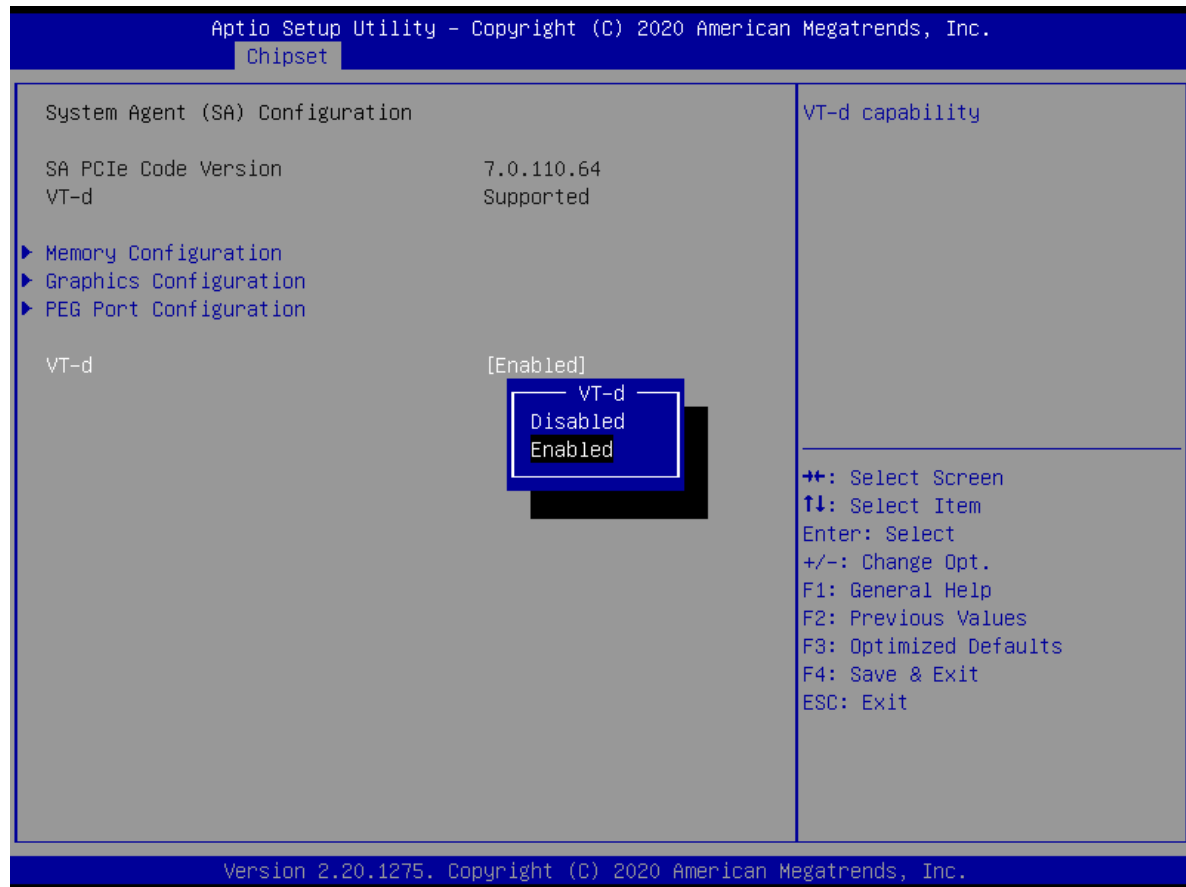 Aptio Setup Utility – Copyright (C) 2020 American Megatrends, Inc.
Chipset
System Agent (SA) Configuration
SA PCIe Code Version 7.0.110.64
VT-d Supported
▶ Memory Configuration
▶ Graphics Configuration
▶ PEG Port Configuration
VT-d [Enabled]
VT-d
Disabled
Enabled
VT-d capability
→←: Select Screen
↑↓: Select Item
Enter: Select
+/-: Change Opt.
F1: General Help
F2: Previous Values
F3: Optimized Defaults
F4: Save & Exit
ESC: Exit
Version 2.20.1275. Copyright (C) 2020 American Megatrends, Inc.